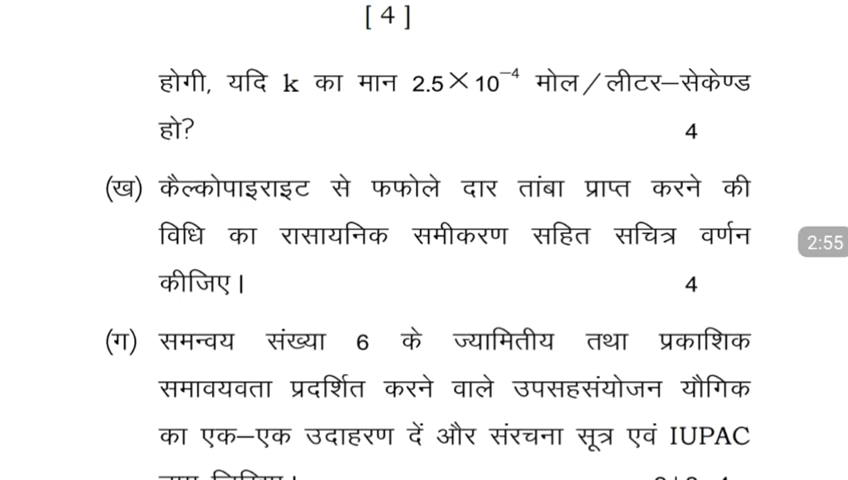 [ 4 ]
होगी, यदि k का मान 2.5×10⁻⁴ मोल/लीटर–सेकेण्ड
हो? 4
(ख) कैल्कोपाइराइट से फफोले दार तांबा प्राप्त करने की
विधि का रासायनिक समीकरण सहित सचित्र वर्णन
2:55
कीजिए। 4
(ग) समन्वय संख्या 6 के ज्यामितीय तथा प्रकाशिक
समावयवता प्रदर्शित करने वाले उपसहसंयोजन यौगिक
का एक–एक उदाहरण दें और संरचना सूत्र एवं IUPAC